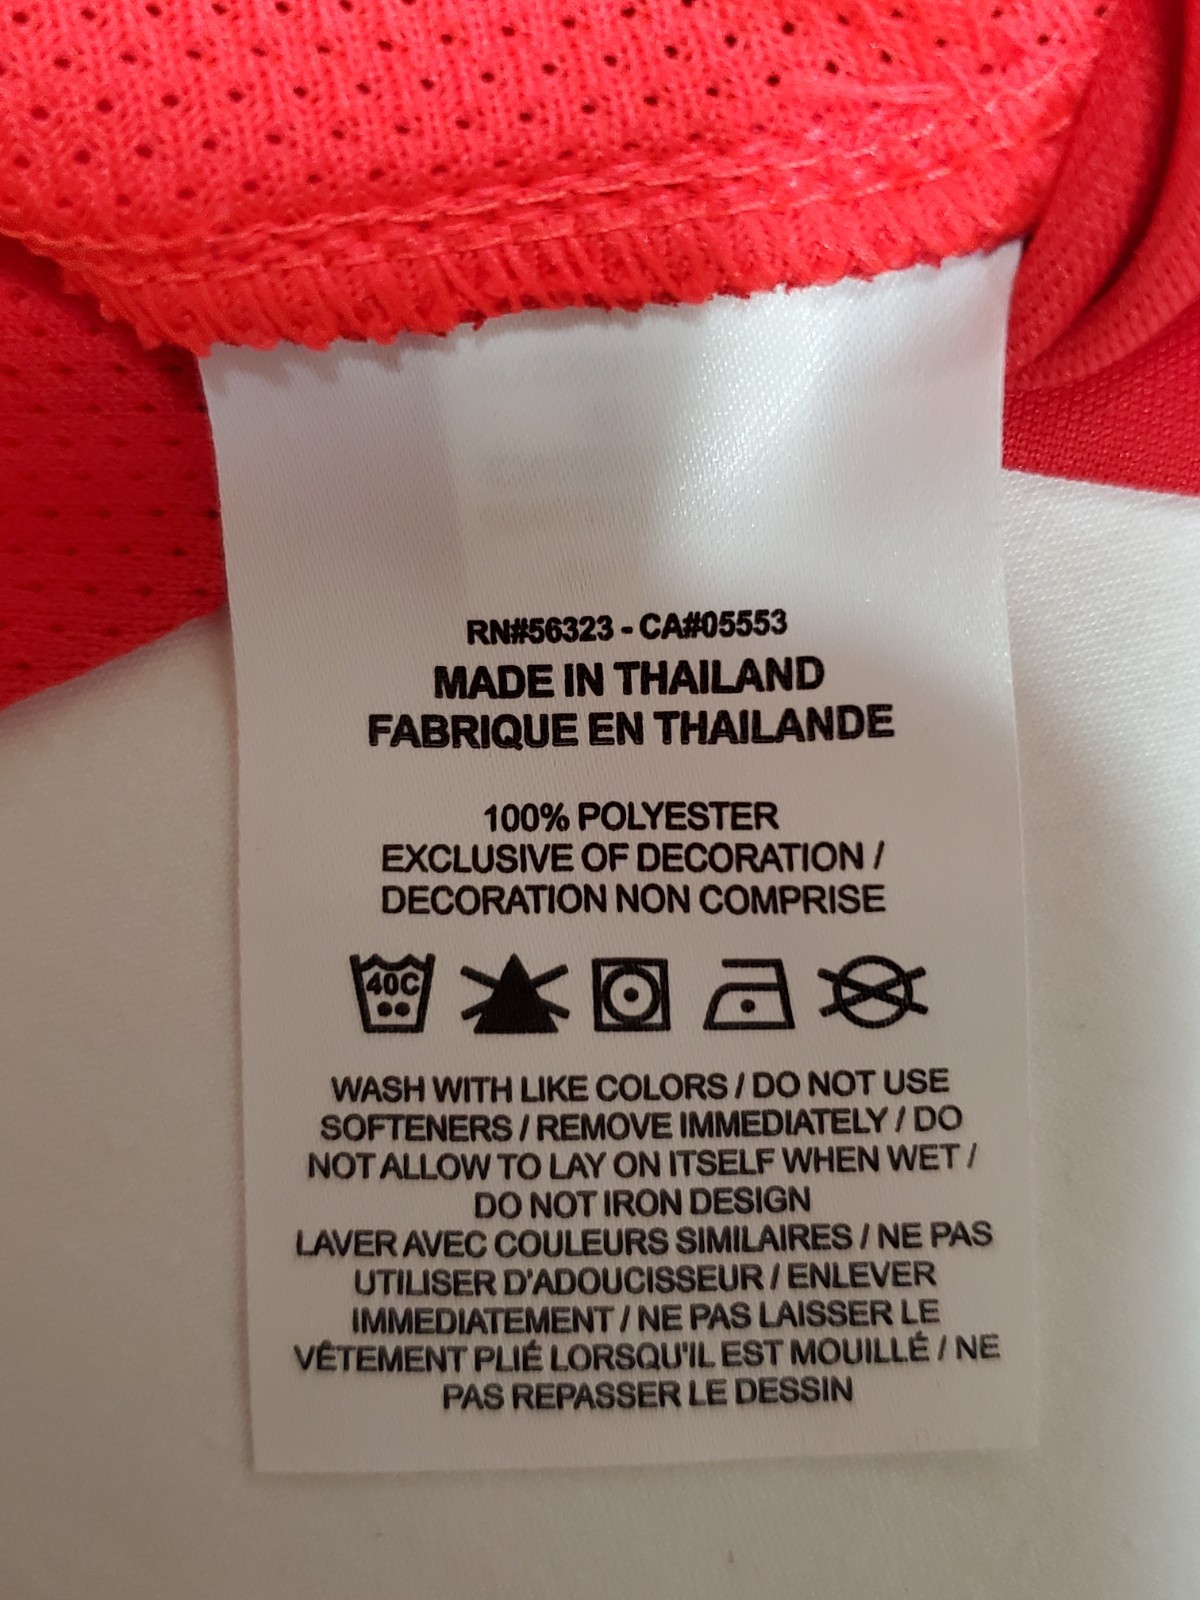 RN#56323 - CA#05553
MADE IN THAILAND
FABRIQUE EN THAILANDE
100% POLYESTER
EXCLUSIVE OF DECORATION /
DECORATION NON COMPRISE
40C
WASH WITH LIKE COLORS / DO NOT USE
SOFTENERS / REMOVE IMMEDIATELY / DO
NOT ALLOW TO LAY ON ITSELF WHEN WET /
DO NOT IRON DESIGN
LAVER AVEC COULEURS SIMILAIRES / NE PAS
UTILISER D'ADOUCISSEUR / ENLEVER
IMMEDIATEMENT / NE PAS LAISSER LE
VÊTEMENT PLIÉ LORSQU'IL EST MOUILLÉ / NE
PAS REPASSER LE DESSIN